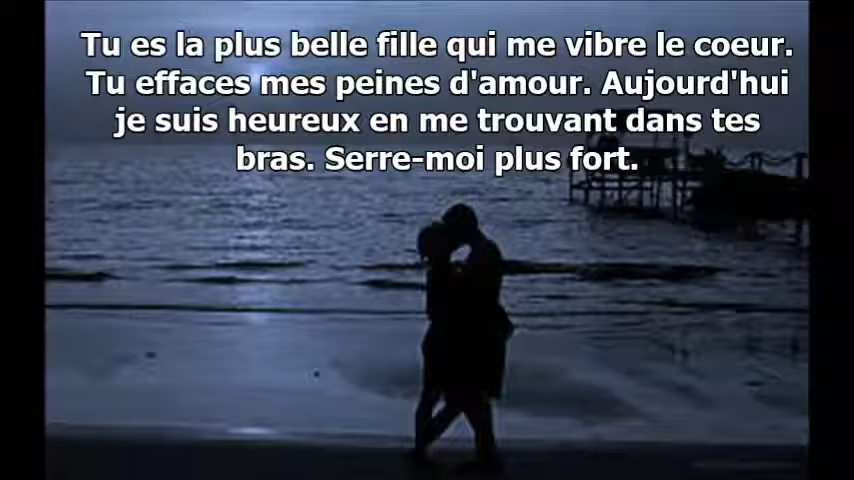 Tu es la plus belle fille qui me vibre le coeur.
Tu effaces mes peines d'amour. Aujourd'hui
je suis heureux en me trouvant dans tes
bras. Serre-moi plus fort.